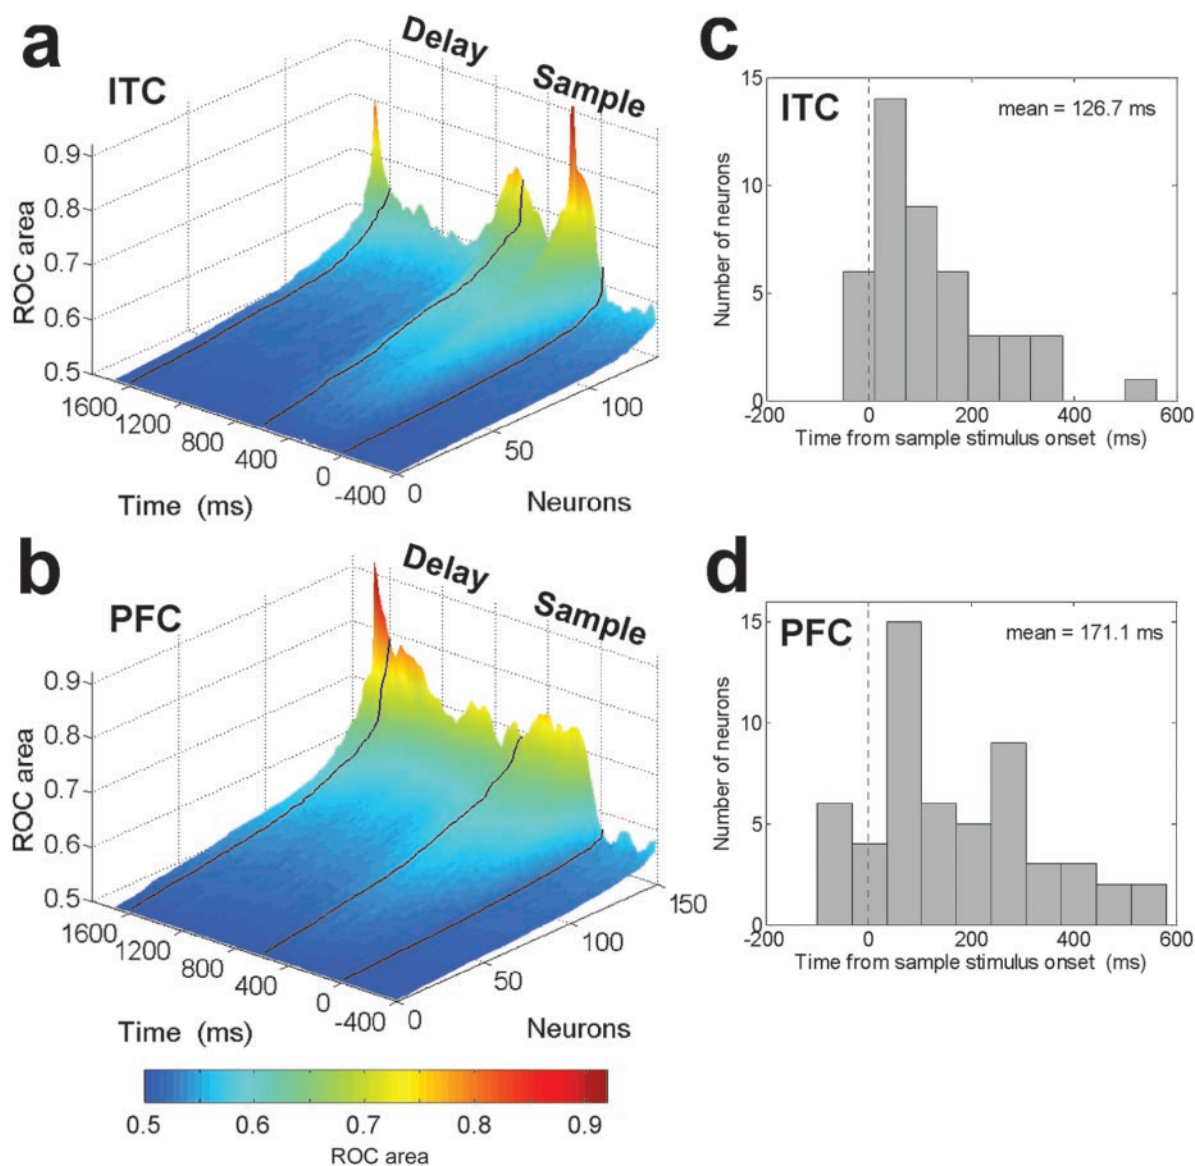 a
ITC
Delay
Sample
0.9
0.8
0.7
0.6
0.5
ROC area
1600
1200
800
400
0
-400
Time (ms)
0
50
100
Neurons
c
ITC
mean = 126.7 ms
15
10
5
0
Number of neurons
-200
0
200
400
600
Time from sample stimulus onset (ms)
b
PFC
Delay
Sample
0.9
0.8
0.7
0.6
0.5
ROC area
1600
1200
800
400
0
-400
Time (ms)
0
50
100
150
Neurons
d
PFC
mean = 171.1 ms
15
10
5
0
Number of neurons
-200
0
200
400
600
Time from sample stimulus onset (ms)
0.5
0.6
0.7
0.8
0.9
ROC area